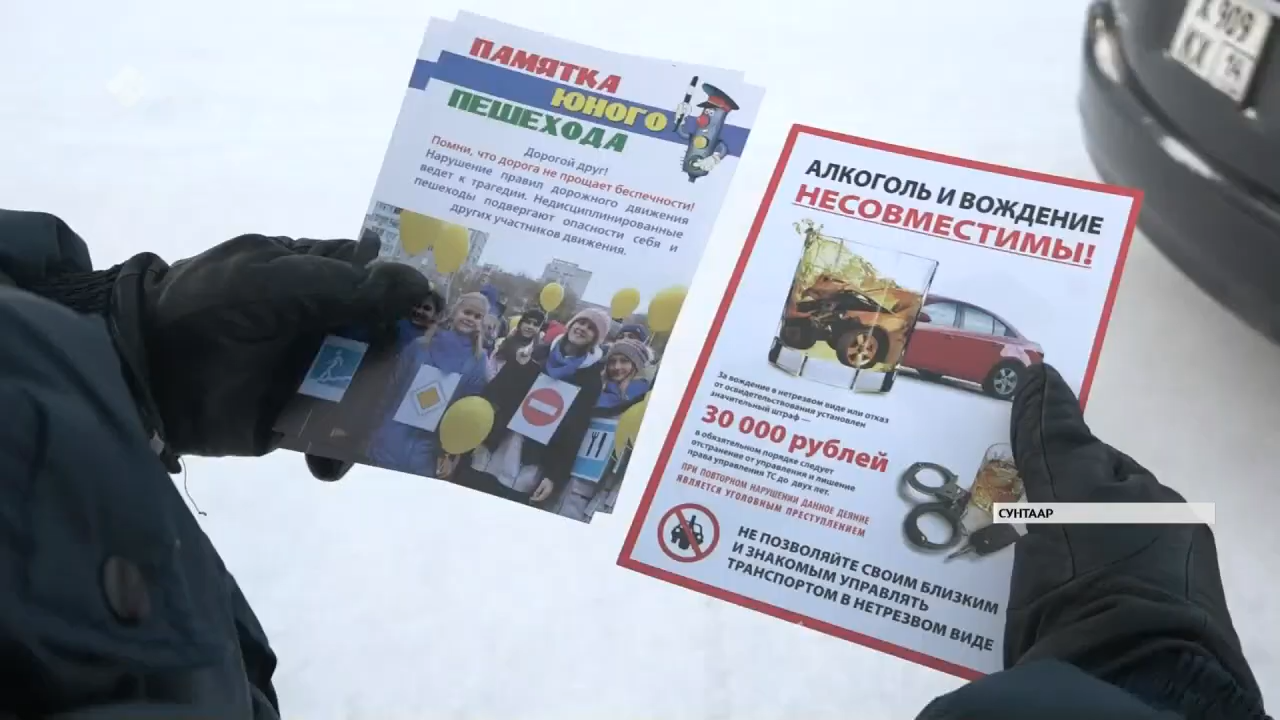 ПАМЯТКА
ЮНОГО
ПЕШЕХОДА
Дорогой друг!
Помни, что дорога не прощает беспечности!
Нарушение правил дорожного движения
ведет к трагедии. Недисциплинированные
пешеходы подвергают опасности себя и
других участников движения.
АЛКОГОЛЬ И ВОЖДЕНИЕ
НЕСОВМЕСТИМЫ!
За вождение в нетрезвом виде или отказ
от освидетельствования установлен
значительный штраф —
30 000 рублей
в обязательном порядке следует
отстранение от управления и лишение
права управления ТС до двух лет.
ПРИ ПОВТОРНОМ НАРУШЕНИИ ДАННОЕ ДЕЯНИЕ
ЯВЛЯЕТСЯ УГОЛОВНЫМ ПРЕСТУПЛЕНИЕМ
НЕ ПОЗВОЛЯЙТЕ СВОИМ БЛИЗКИМ
И ЗНАКОМЫМ УПРАВЛЯТЬ
ТРАНСПОРТОМ В НЕТРЕЗВОМ ВИДЕ
909
КХ 14
СУНТААР